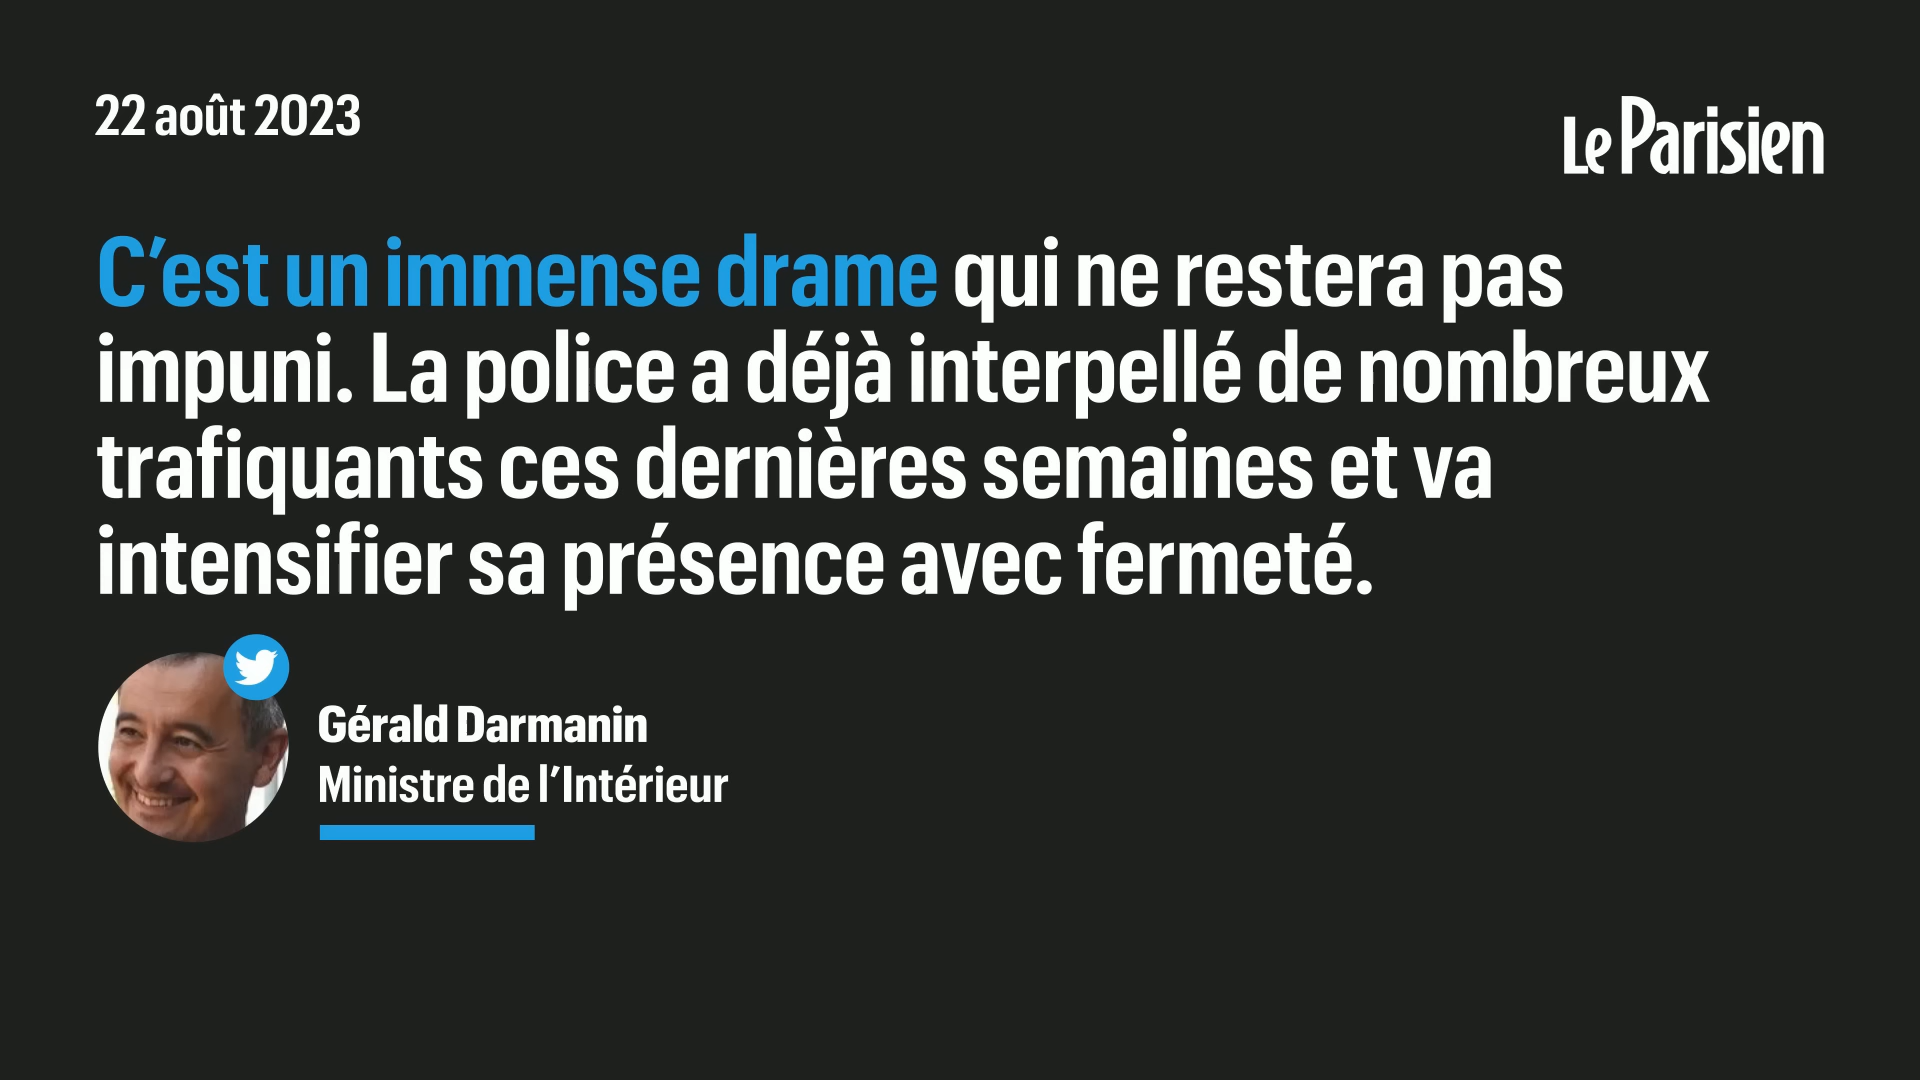 22 août 2023
Le Parisien
C’est un immense drame qui ne restera pas
impuni. La police a déjà interpellé de nombreux
trafiquants ces dernières semaines et va
intensifier sa présence avec fermeté.
Gérald Darmanin
Ministre de l’Intérieur